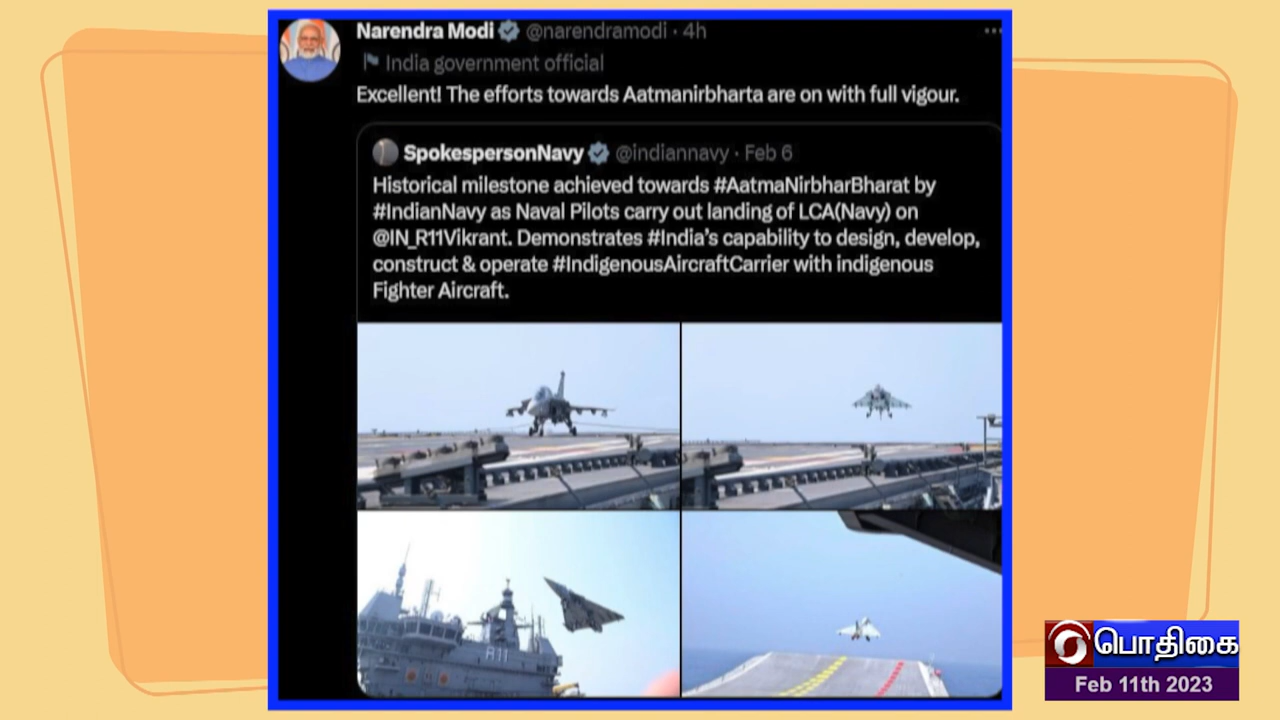 Narendra Modi @narendramodi · 4h
India government official
Excellent! The efforts towards Aatmanirbharta are on with full vigour.
SpokespersonNavy @indiannavy · Feb 6
Historical milestone achieved towards #AatmaNirbharBharat by
#IndianNavy as Naval Pilots carry out landing of LCA(Navy) on
@IN_R11Vikrant. Demonstrates #India's capability to design, develop,
construct & operate #IndigenousAircraftCarrier with indigenous
Fighter Aircraft.
R11
பொதிகை
Feb 11th 2023